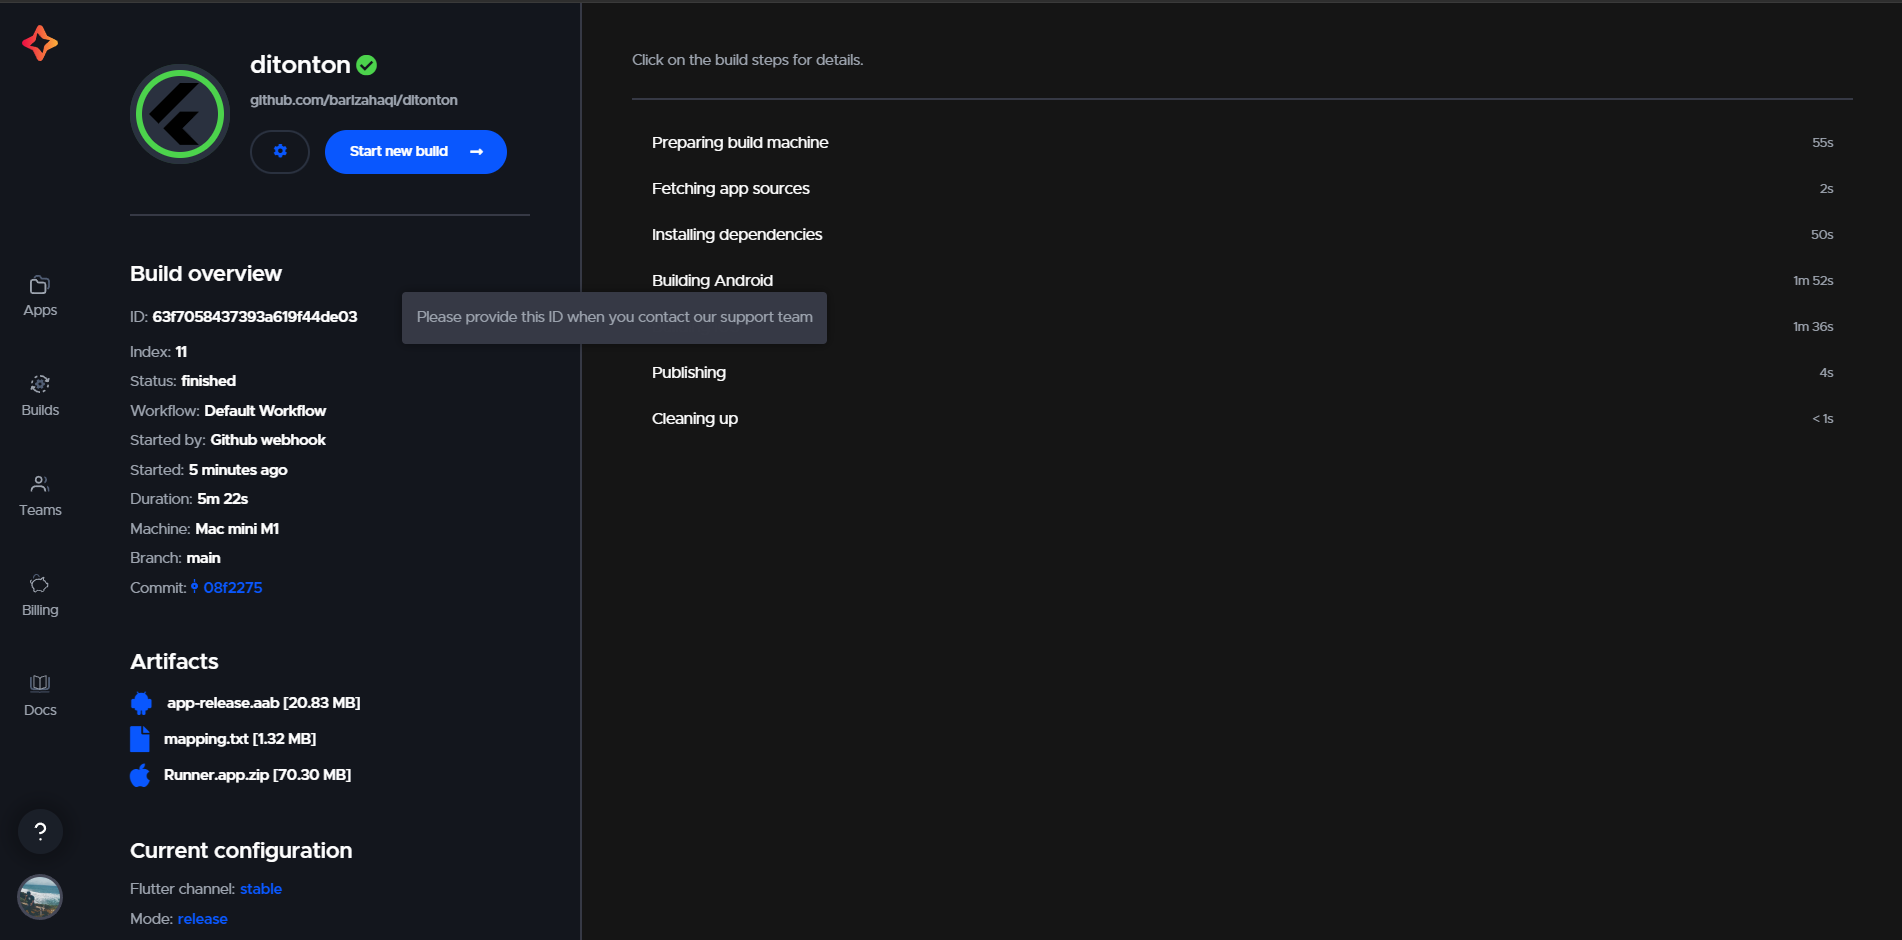 ditonton
github.com/barizahaqi/ditonton
Start new build
Apps
Builds
Teams
Billing
Docs
?
Build overview
ID: 63f7058437393a619f44de03
Index: 11
Status: finished
Workflow: Default Workflow
Started by: Github webhook
Started: 5 minutes ago
Duration: 5m 22s
Machine: Mac mini M1
Branch: main
Commit: 08f2275
Artifacts
app-release.aab [20.83 MB]
mapping.txt [1.32 MB]
Runner.app.zip [70.30 MB]
Current configuration
Flutter channel: stable
Mode: release
Click on the build steps for details.
Preparing build machine 55s
Fetching app sources 2s
Installing dependencies 50s
Building Android 1m 52s
Please provide this ID when you contact our support team
1m 36s
Publishing 4s
Cleaning up < 1s